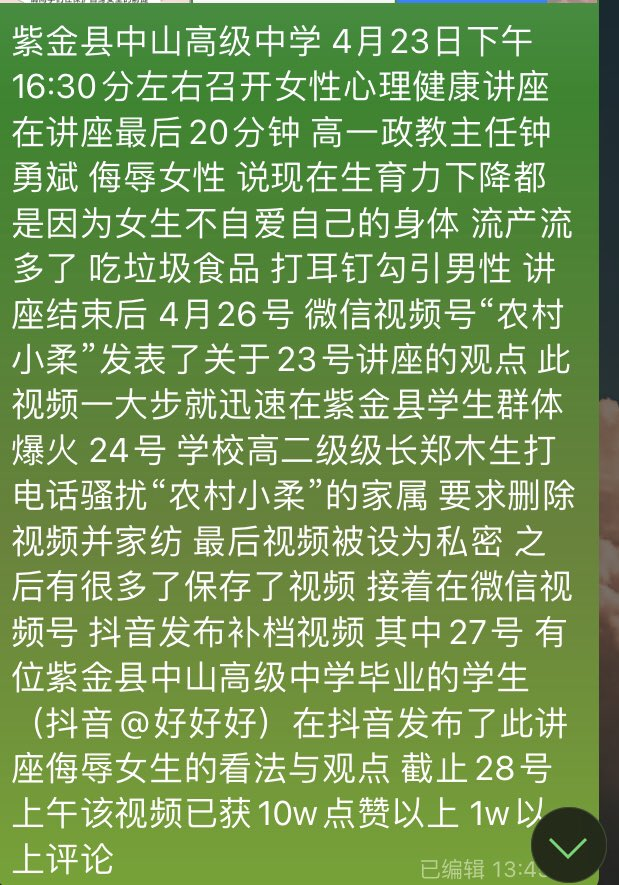 紫金县中山高级中学 4月23日下午
16:30分左右召开女性心理健康讲座
在讲座最后20分钟 高一政教主任钟
勇斌 侮辱女性 说现在生育力下降都
是因为女生不自爱自己的身体 流产流
多了 吃垃圾食品 打耳钉勾引男性 讲
座结束后 4月26号 微信视频号“农村
小柔”发表了关于23号讲座的观点 此
视频一大步就迅速在紫金县学生群体
爆火 24号 学校高二级级长郑木生打
电话骚扰“农村小柔”的家属 要求删除
视频并家纺 最后视频被设为私密 之
后有很多了保存了视频 接着在微信视
频号 抖音发布补档视频 其中27号 有
位紫金县中山高级中学毕业的学生
（抖音@好好好）在抖音发布了此讲
座侮辱女生的看法与观点 截止28号
上午该视频已获10w点赞以上 1w以
上评论
已编辑